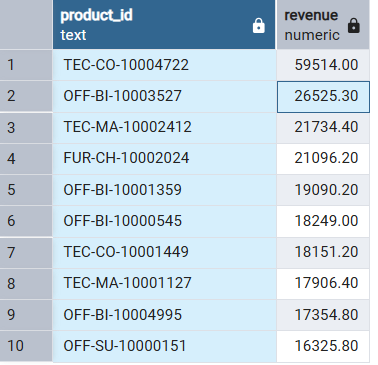 product_id revenue
text numeric
1 TEC-CO-10004722 59514.00
2 OFF-BI-10003527 26525.30
3 TEC-MA-10002412 21734.40
4 FUR-CH-10002024 21096.20
5 OFF-BI-10001359 19090.20
6 OFF-BI-10000545 18249.00
7 TEC-CO-10001449 18151.20
8 TEC-MA-10001127 17906.40
9 OFF-BI-10004995 17354.80
10 OFF-SU-10000151 16325.80